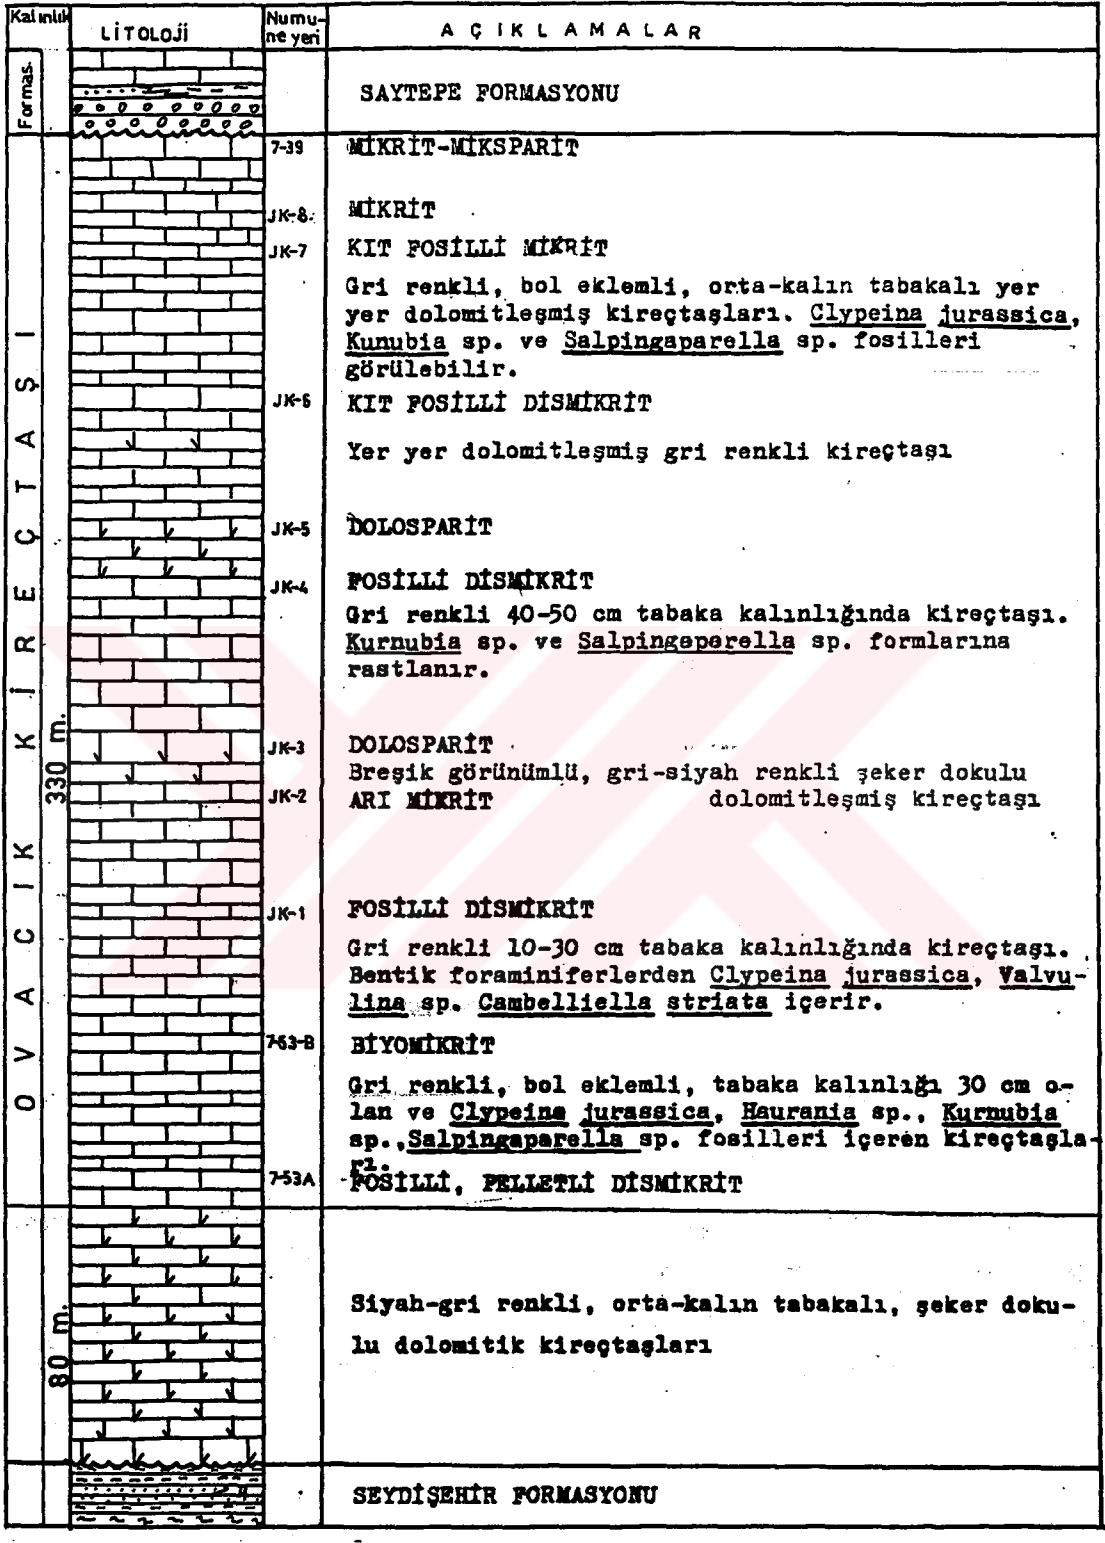 Kalınlık
LİTOLOJİ
Numu-
ne yeri
AÇIKLAMALAR
Formas.
SAYTEPE FORMASYONU
7-39
MİKRİT-MİKSPARİT
JK-8
MİKRİT
JK-7
KIT FOSİLLİ MİKRİT
Gri renkli, bol eklemli, orta-kalın tabakalı yer
yer dolomitleşmiş kireçtaşları. Clypeina jurassica,
Kunubia sp. ve Salpingaparella sp. fosilleri
görülebilir.
JK-6
KIT FOSİLLİ DİSMİKRİT
Yer yer dolomitleşmiş gri renkli kireçtaşı
JK-5
DOLOSPARİT
JK-4
FOSİLLİ DİSMİKRİT
Gri renkli 40-50 cm tabaka kalınlığında kireçtaşı.
Kurnubia sp. ve Salpingaparella sp. formlarına
rastlanır.
OVACIK KİREÇTAŞI
330 m.
JK-3
DOLOSPARİT
Breşik görünümlü, gri-siyah renkli şeker dokulu
JK-2
ARI MİKRİT dolomitleşmiş kireçtaşı
JK-1
FOSİLLİ DİSMİKRİT
Gri renkli 10-30 cm tabaka kalınlığında kireçtaşı.
Bentik foraminiferlerden Clypeina jurassica, Valvu-
lina sp. Cambelliella striata içerir.
7-53-B
BİYOMİKRİT
Gri renkli, bol eklemli, tabaka kalınlığı 30 cm o-
lan ve Clypeina jurassica, Haurania sp., Kurnubia
sp., Salpingaparella sp. fosilleri içeren kireçtaşla-
rı.
7-53A
FOSİLLİ, PELLETLİ DİSMİKRİT
80 m.
Siyah-gri renkli, orta-kalın tabakalı, şeker doku-
lu dolomitik kireçtaşları
SEYDİŞEHİR FORMASYONU